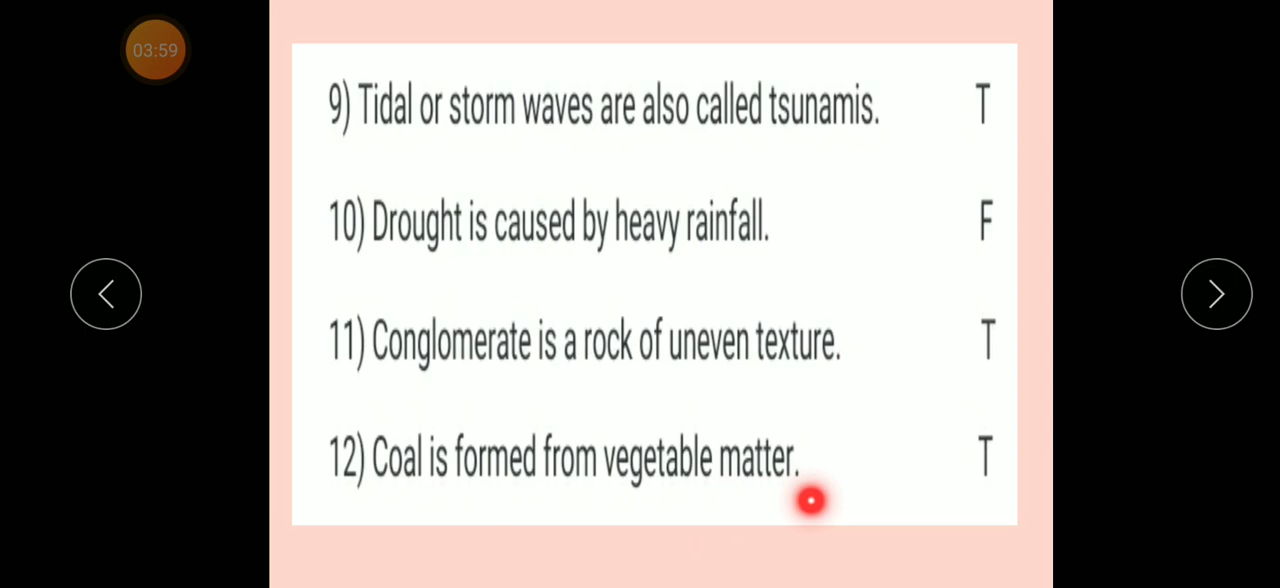 03:59
9) Tidal or storm waves are also called tsunamis. T
10) Drought is caused by heavy rainfall. F
11) Conglomerate is a rock of uneven texture. T
12) Coal is formed from vegetable matter. T